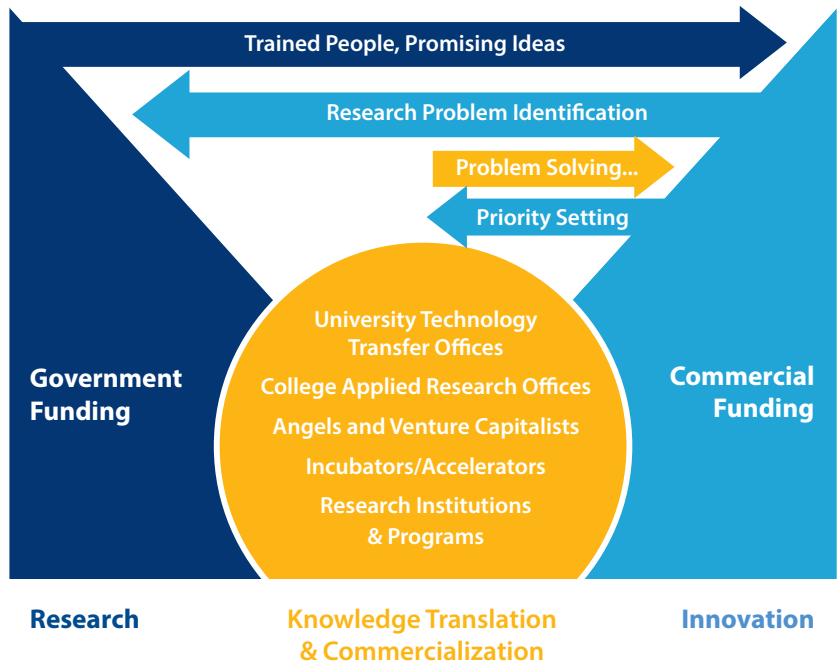 Trained People, Promising Ideas
Research Problem Identification
Problem Solving...
Priority Setting
University Technology
Transfer Offices
College Applied Research Offices
Angels and Venture Capitalists
Incubators/Accelerators
Research Institutions
& Programs
Government
Funding
Commercial
Funding
Research
Knowledge Translation
& Commercialization
Innovation